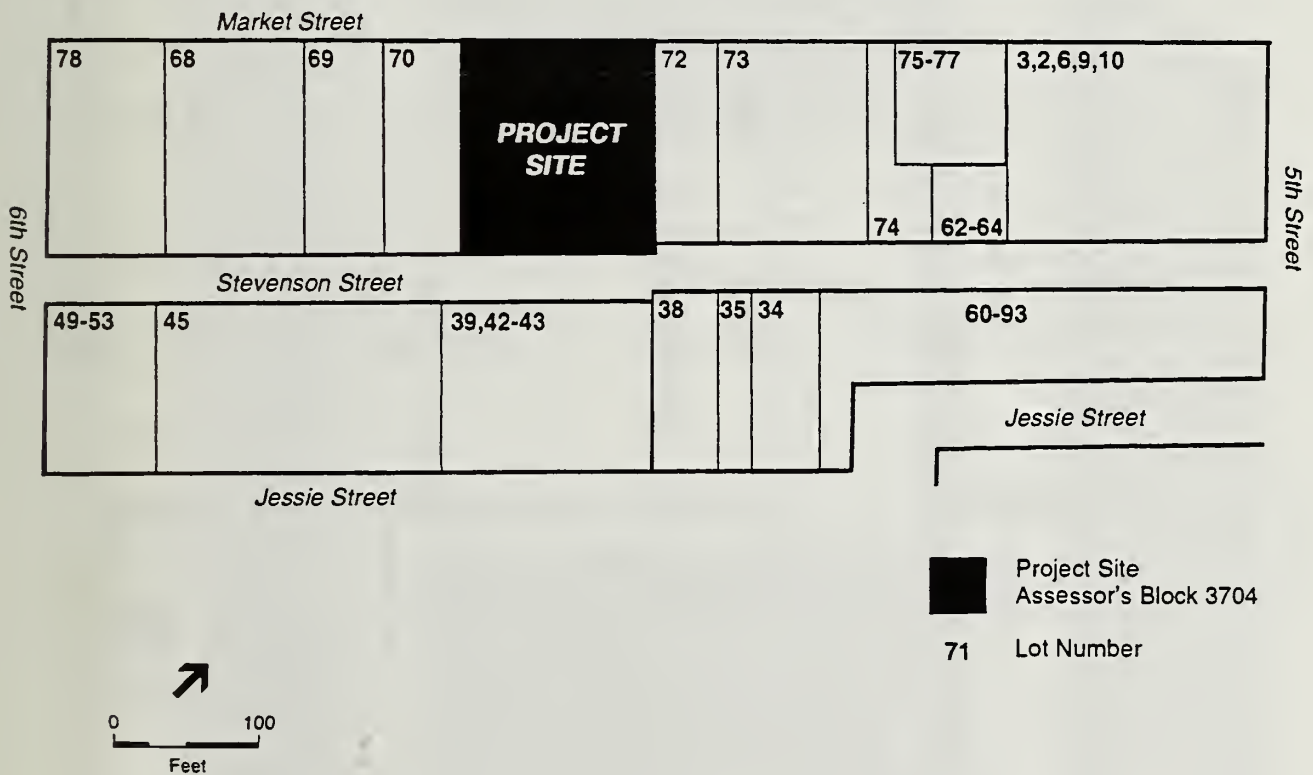 Market Street
78
68
69
70
PROJECT
SITE
72
73
75-77
3,2,6,9,10
74
62-64
6th Street
5th Street
Stevenson Street
49-53
45
39,42-43
38
35
34
60-93
Jessie Street
Jessie Street
Project Site
Assessor's Block 3704
71 Lot Number
0 100
Feet